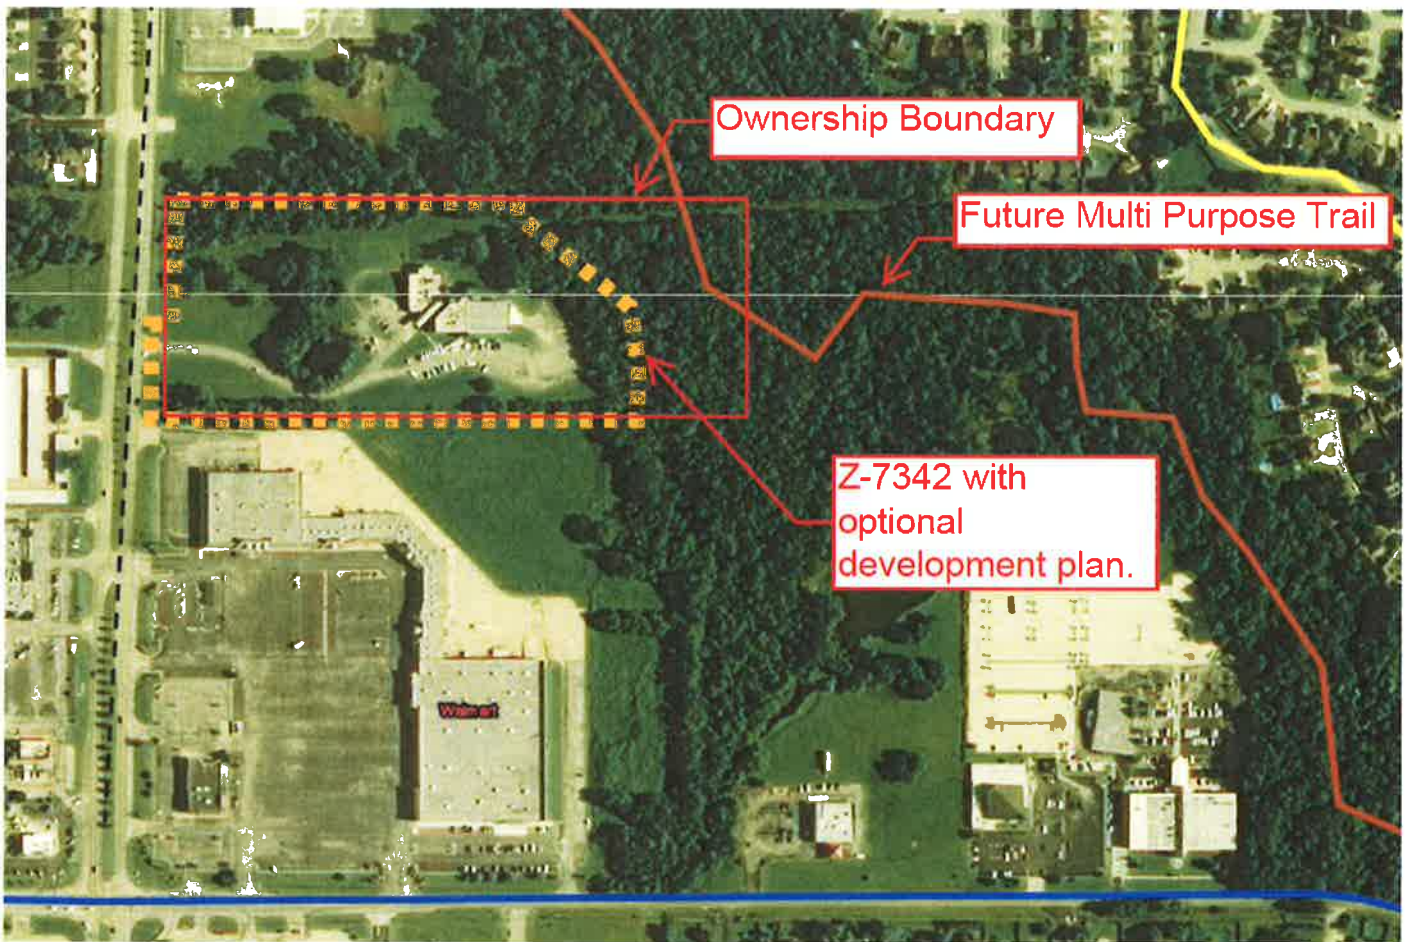 Ownership Boundary
Future Multi Purpose Trail
Z-7342 with
optional
development plan.
Walmart